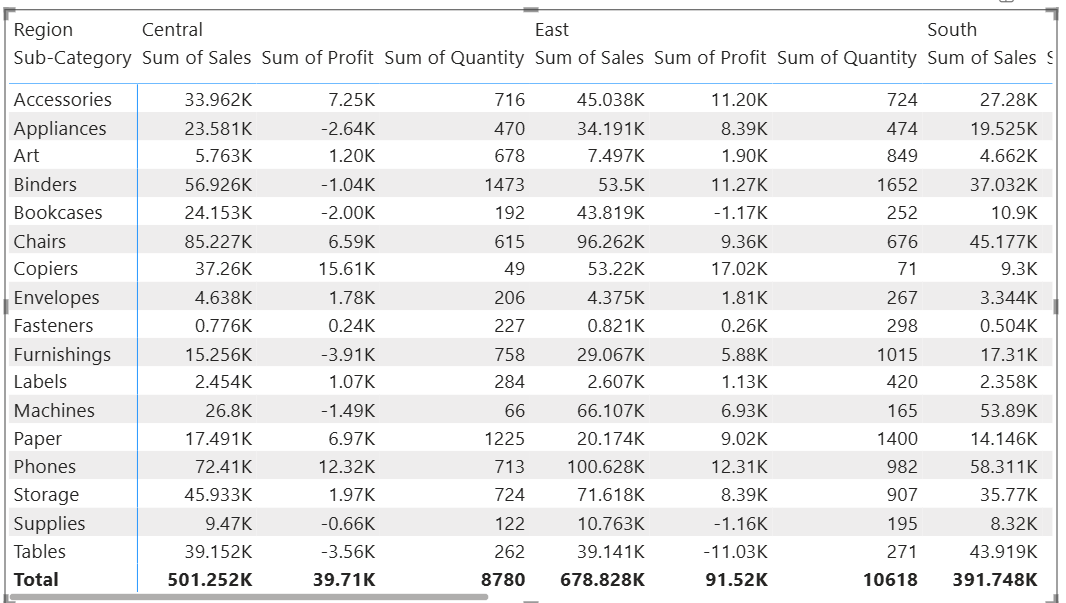 Region Central East South
Sub-Category Sum of Sales Sum of Profit Sum of Quantity Sum of Sales Sum of Profit Sum of Quantity Sum of Sales
Accessories 33.962K 7.25K 716 45.038K 11.20K 724 27.28K
Appliances 23.581K -2.64K 470 34.191K 8.39K 474 19.525K
Art 5.763K 1.20K 678 7.497K 1.90K 849 4.662K
Binders 56.926K -1.04K 1473 53.5K 11.27K 1652 37.032K
Bookcases 24.153K -2.00K 192 43.819K -1.17K 252 10.9K
Chairs 85.227K 6.59K 615 96.262K 9.36K 676 45.177K
Copiers 37.26K 15.61K 49 53.22K 17.02K 71 9.3K
Envelopes 4.638K 1.78K 206 4.375K 1.81K 267 3.344K
Fasteners 0.776K 0.24K 227 0.821K 0.26K 298 0.504K
Furnishings 15.256K -3.91K 758 29.067K 5.88K 1015 17.31K
Labels 2.454K 1.07K 284 2.607K 1.13K 420 2.358K
Machines 26.8K -1.49K 66 66.107K 6.93K 165 53.89K
Paper 17.491K 6.97K 1225 20.174K 9.02K 1400 14.146K
Phones 72.41K 12.32K 713 100.628K 12.31K 982 58.311K
Storage 45.933K 1.97K 724 71.618K 8.39K 907 35.77K
Supplies 9.47K -0.66K 122 10.763K -1.16K 195 8.32K
Tables 39.152K -3.56K 262 39.141K -11.03K 271 43.919K
Total 501.252K 39.71K 8780 678.828K 91.52K 10618 391.748K